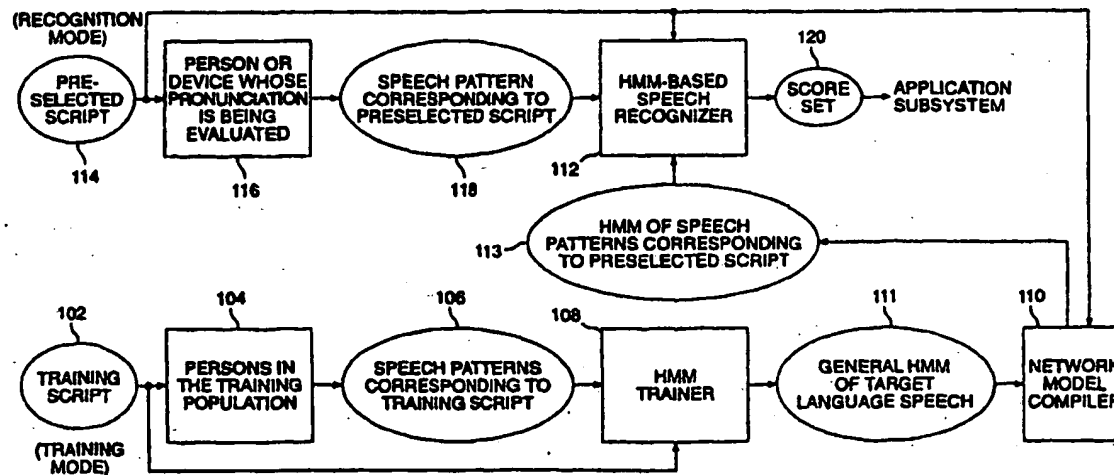 (RECOGNITION
MODE)
PRE-
SELECTED
SCRIPT
114
PERSON OR
DEVICE WHOSE
PRONUNCIATION
IS BEING
EVALUATED
116
SPEECH PATTERN
CORRESPONDING TO
PRESELECTED SCRIPT
118
HMM-BASED
SPEECH
RECOGNIZER
112
120
SCORE
SET
APPLICATION
SUBSYSTEM
HMM OF SPEECH
PATTERNS CORRESPONDING
TO PRESELECTED SCRIPT
113
102
TRAINING
SCRIPT
(TRAINING
MODE)
104
PERSONS IN
THE TRAINING
POPULATION
106
SPEECH PATTERNS
CORRESPONDING TO
TRAINING SCRIPT
108
HMM
TRAINER
111
GENERAL HMM
OF TARGET
LANGUAGE SPEECH
110
NETWORK
MODEL
COMPILER